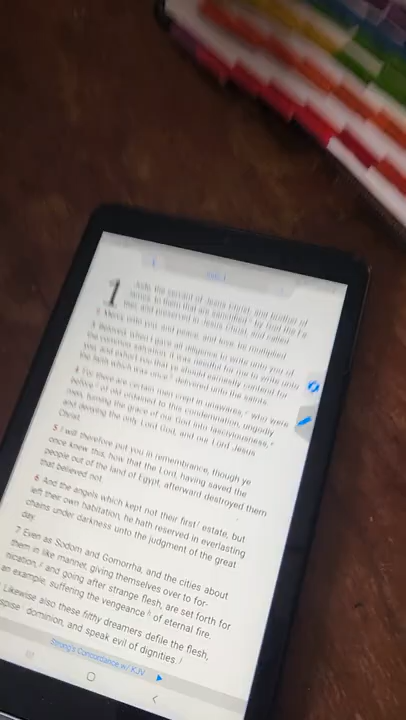 Jude 1
1 Jude, the servant of Jesus Christ, and brother of
James, to them that are sanctified by God the Fa-
ther, and preserved in Jesus Christ, and called:
2 Mercy unto you and peace, and love, be multiplied.
3 Beloved, when I gave all diligence to write unto you of
the common salvation, it was needful for me to write unto
you, and exhort you that ye should earnestly contend for
the faith which was once delivered unto the saints.
4 For there are certain men crept in unawares, who were
before of old ordained to this condemnation, ungodly
men, turning the grace of our God into lasciviousness,
and denying the only Lord God, and our Lord Jesus
Christ.
5 I will therefore put you in remembrance, though ye
once knew this, how that the Lord, having saved the
people out of the land of Egypt, afterward destroyed them
that believed not.
6 And the angels which kept not their first estate, but
left their own habitation, he hath reserved in everlasting
chains under darkness unto the judgment of the great
day.
7 Even as Sodom and Gomorrha, and the cities about
them in like manner, giving themselves over to for-
nication, and going after strange flesh, are set forth for
an example, suffering the vengeance of eternal fire.
Likewise also these filthy dreamers defile the flesh,
spise dominion, and speak evil of dignities.
Strong's Concordance w/ KJV